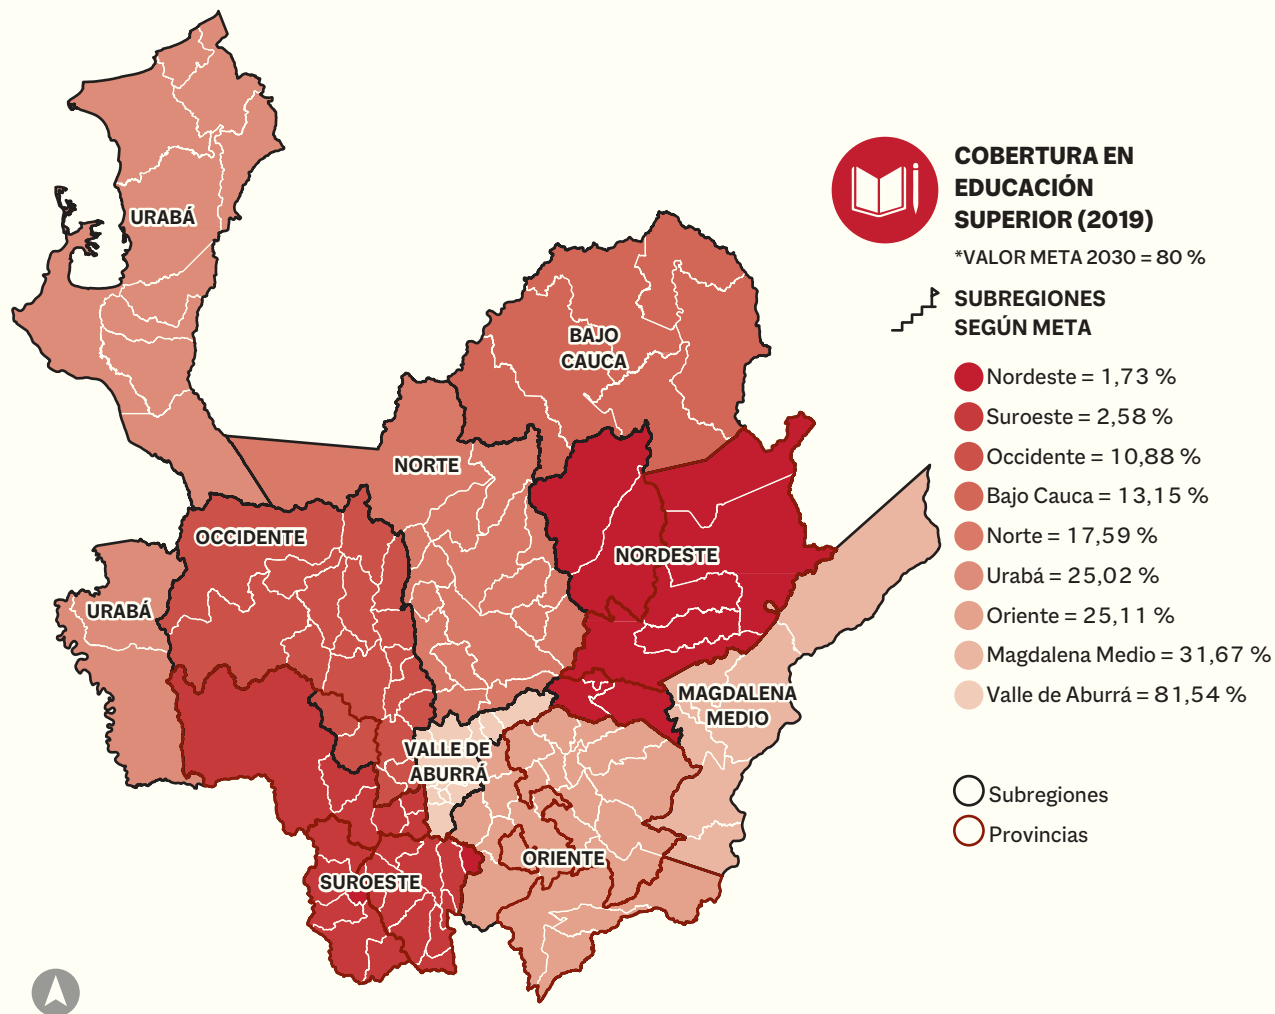 COBERTURA EN
EDUCACIÓN
SUPERIOR (2019)
*VALOR META 2030 = 80 %
SUBREGIONES
SEGÚN META
Nordeste = 1,73 %
Suroeste = 2,58 %
Occidente = 10,88 %
Bajo Cauca = 13,15 %
Norte = 17,59 %
Urabá = 25,02 %
Oriente = 25,11 %
Magdalena Medio = 31,67 %
Valle de Aburrá = 81,54 %
Subregiones
Provincias
URABÁ
BAJO
CAUCA
NORTE
OCCIDENTE
NORDESTE
URABÁ
MAGDALENA
MEDIO
VALLE DE
ABURRÁ
ORIENTE
SUROESTE